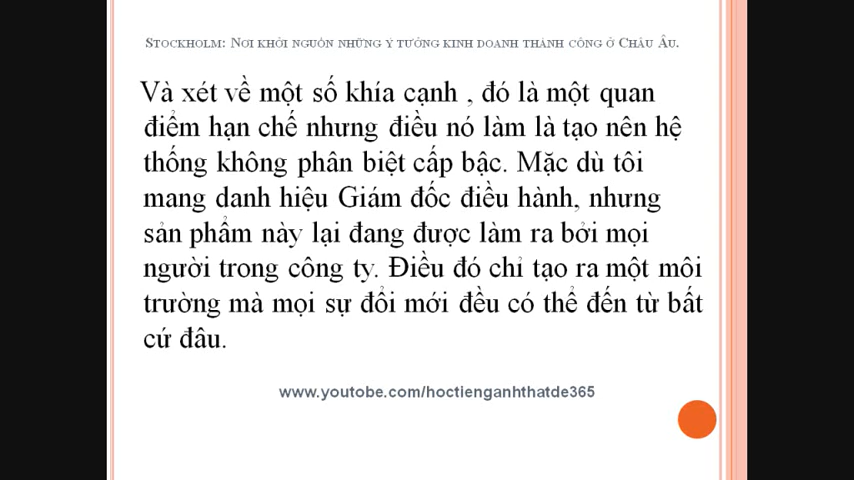 Stockholm: Nơi khởi nguồn những ý tưởng kinh doanh thành công ở Châu Âu.
Và xét về một số khía cạnh , đó là một quan
điểm hạn chế nhưng điều nó làm là tạo nên hệ
thống không phân biệt cấp bậc. Mặc dù tôi
mang danh hiệu Giám đốc điều hành, nhưng
sản phẩm này lại đang được làm ra bởi mọi
người trong công ty. Điều đó chỉ tạo ra một môi
trường mà mọi sự đổi mới đều có thể đến từ bất
cứ đâu.
www.youtobe.com/hoctienganhthatde365